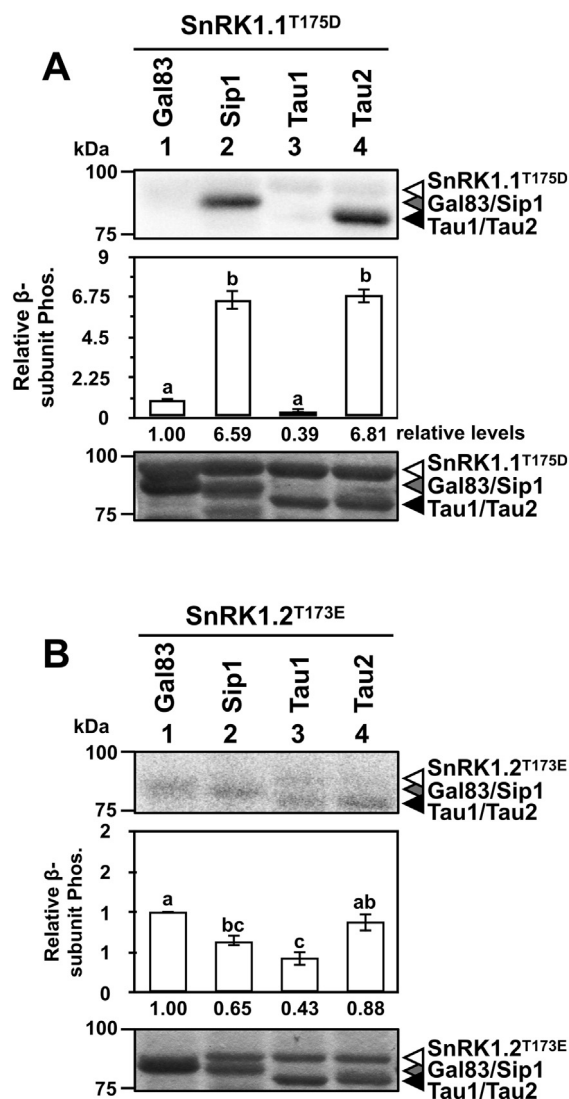 SnRK1.1T175D
A
Gal83
Sip1
Tau1
Tau2
kDa
1 2 3 4
100
75
SnRK1.1T175D
Gal83/Sip1
Tau1/Tau2
Relative β-
subunit Phos.
9
6.75
4.5
2.25
0
a b a b
1.00 6.59 0.39 6.81 relative levels
100
75
SnRK1.1T175D
Gal83/Sip1
Tau1/Tau2
SnRK1.2T173E
B
Gal83
Sip1
Tau1
Tau2
kDa
1 2 3 4
100
75
SnRK1.2T173E
Gal83/Sip1
Tau1/Tau2
Relative β-
subunit Phos.
2
2
1
1
0
a bc c ab
1.00 0.65 0.43 0.88
100
75
SnRK1.2T173E
Gal83/Sip1
Tau1/Tau2